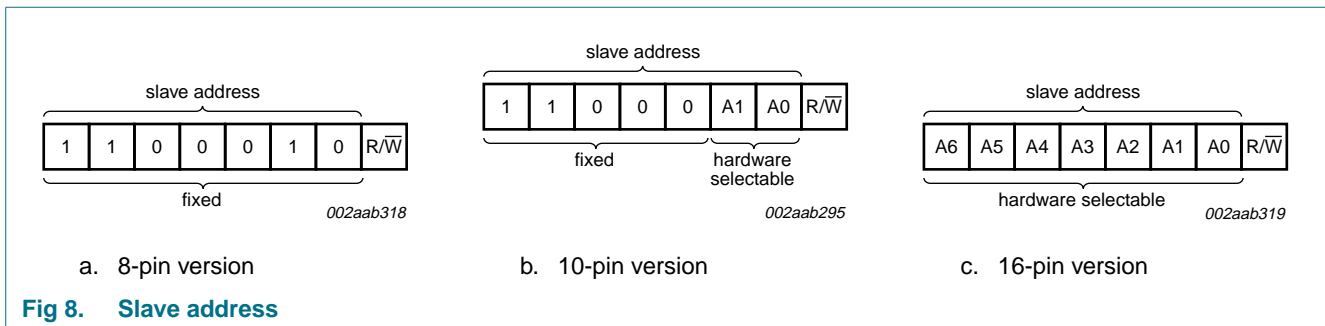 slave address
1 1 0 0 0 1 0 R/W̅
fixed
002aab318
a. 8-pin version
slave address
1 1 0 0 0 A1 A0 R/W̅
fixed
hardware
selectable
002aab295
b. 10-pin version
slave address
A6 A5 A4 A3 A2 A1 A0 R/W̅
hardware selectable
002aab319
c. 16-pin version
Fig 8. Slave address